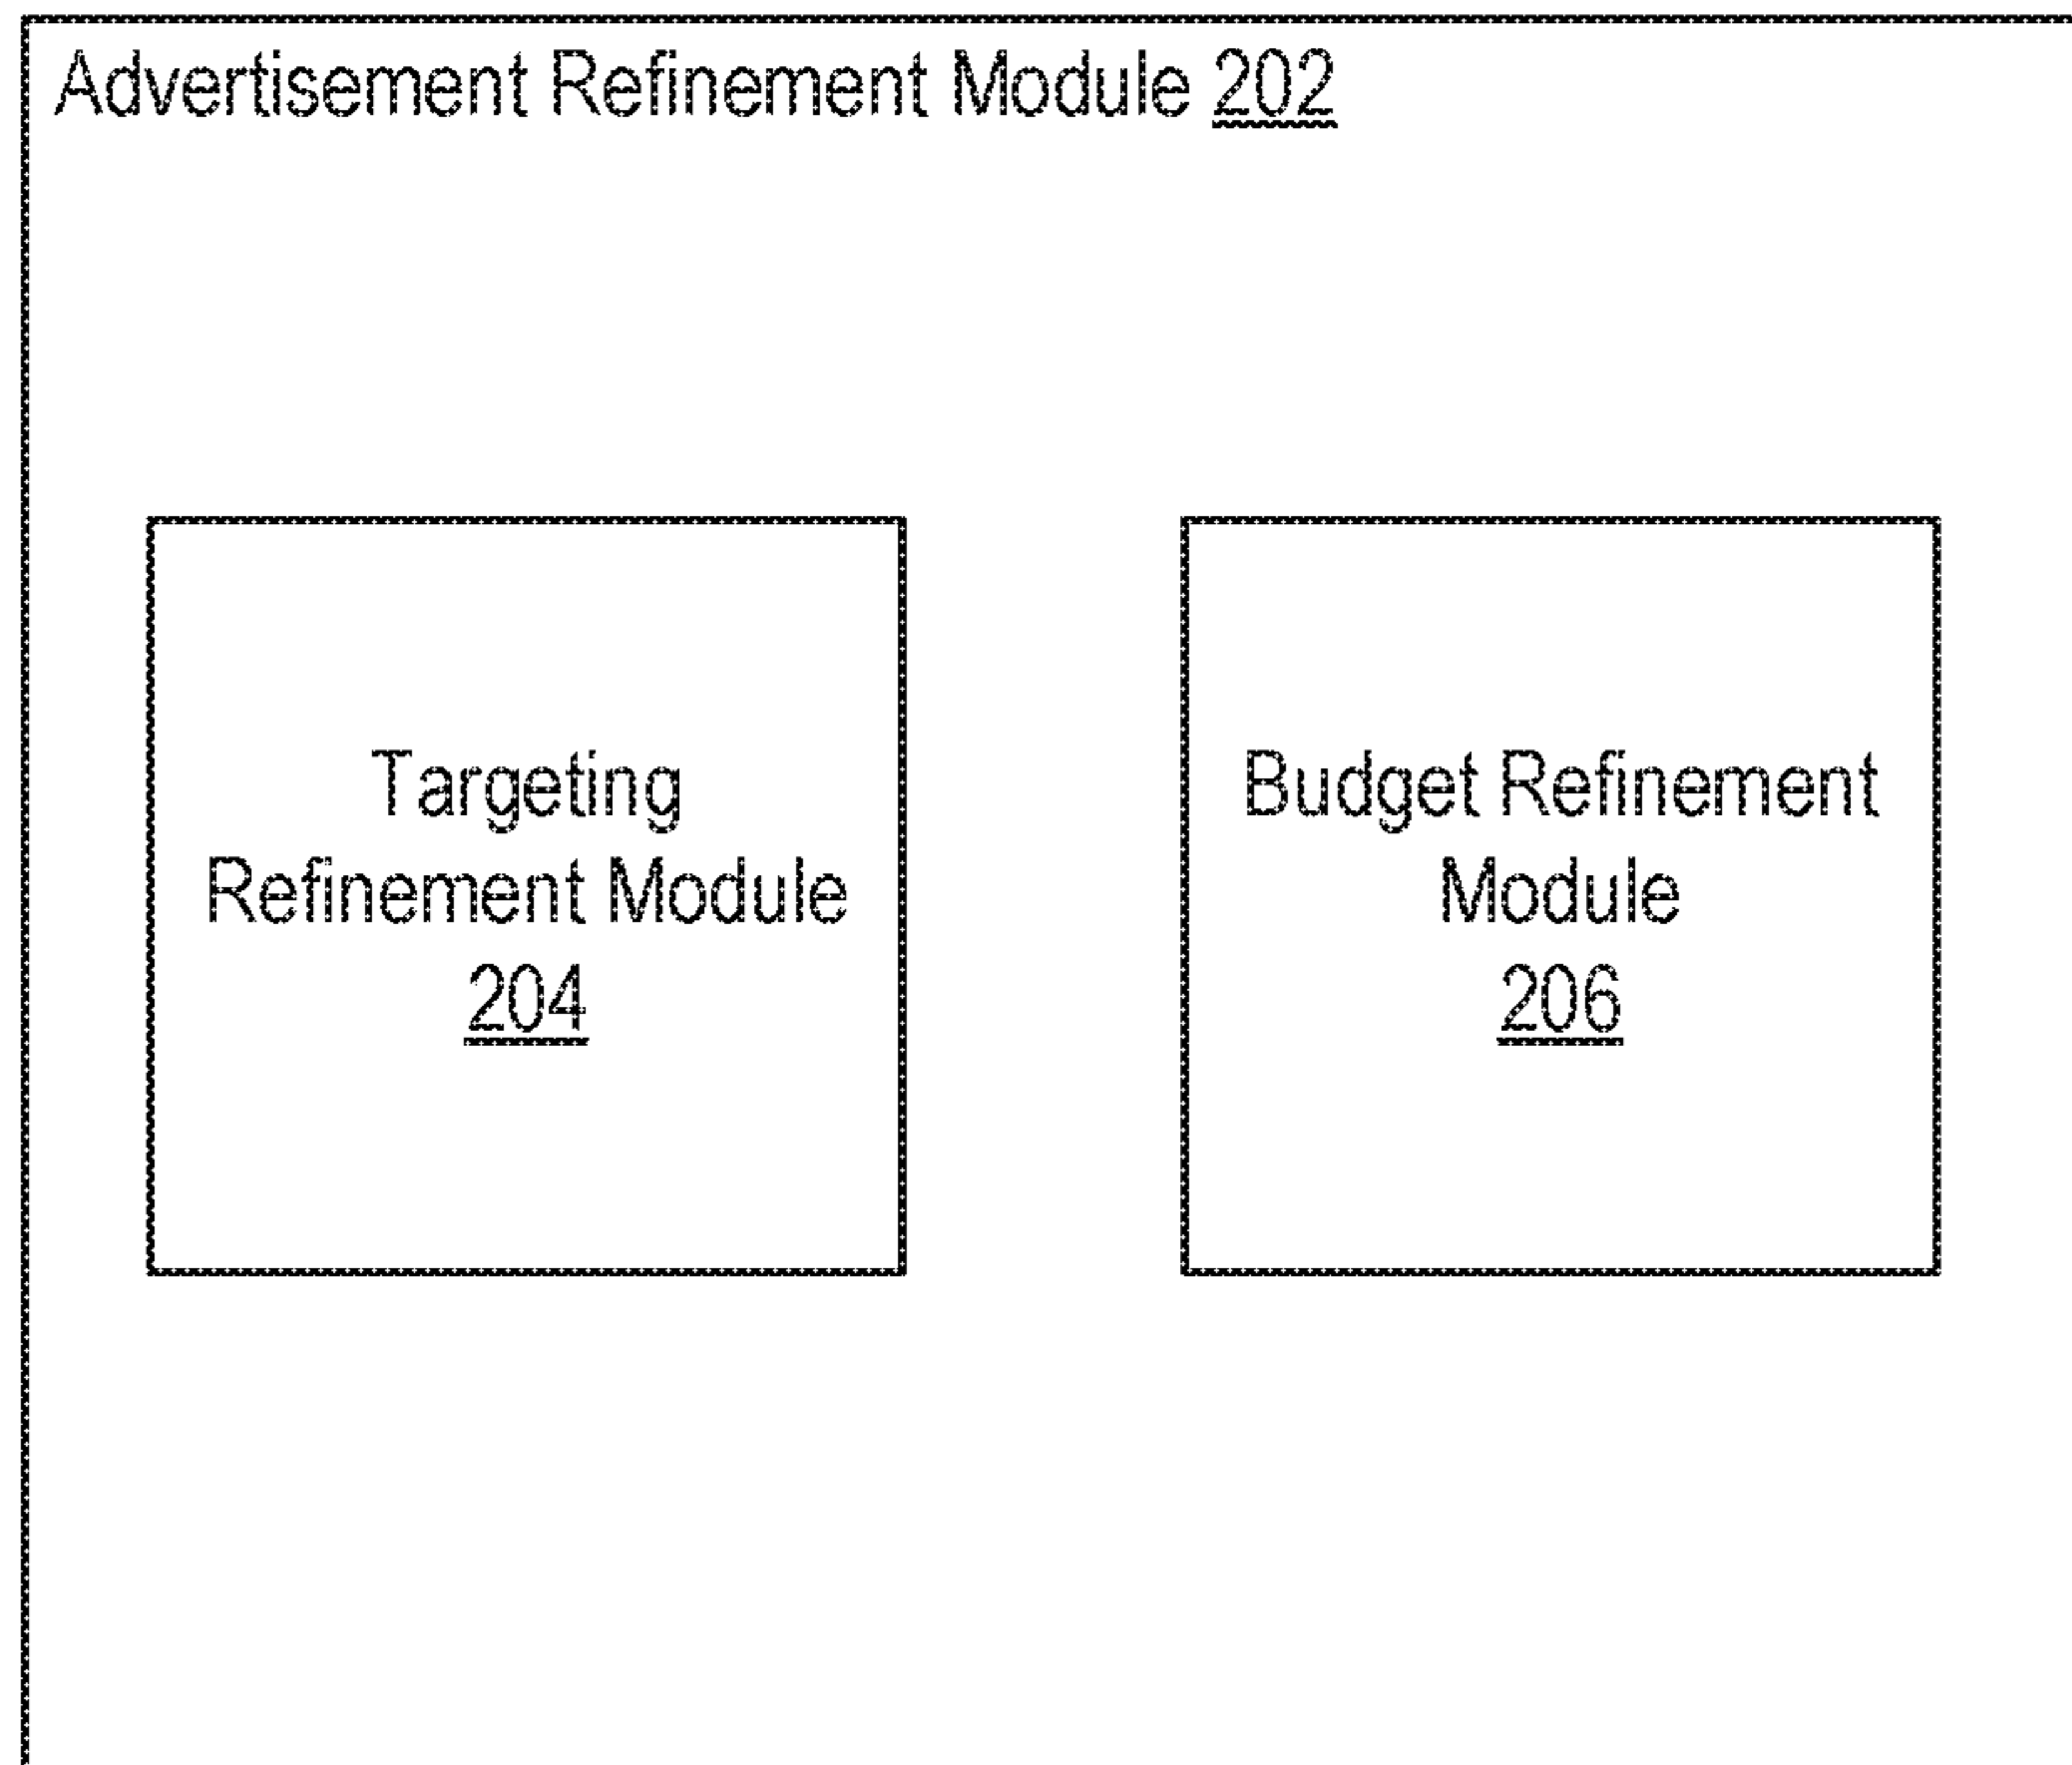 Advertisement Refinement Module 202
Targeting
Refinement Module
204
Budget Refinement
Module
206